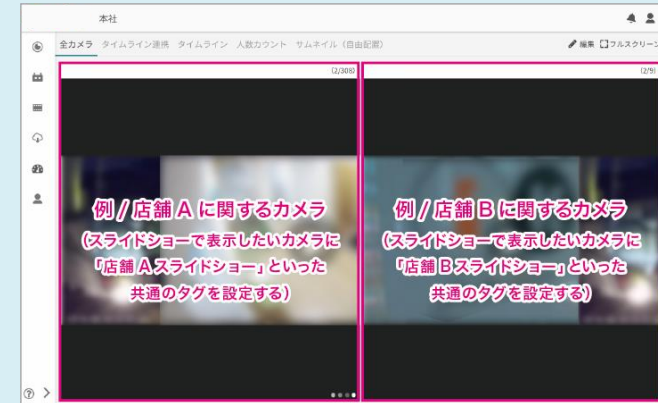 本社
全カメラ タイムライン連携 タイムライン 人数カウント サムネイル（自由配置） 編集 フルスクリーン
(2/308) (2/9)
例 / 店舗 A に関するカメラ
(スライドショーで表示したいカメラに
「店舗 A スライドショー」といった
共通のタグを設定する)
例 / 店舗 B に関するカメラ
(スライドショーで表示したいカメラに
「店舗 B スライドショー」といった
共通のタグを設定する)